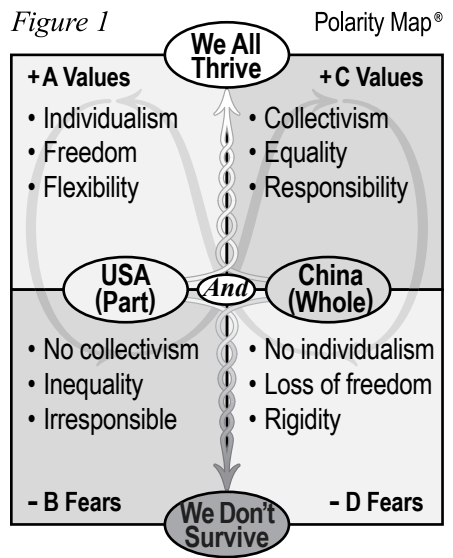 Figure 1
Polarity Map®
We All
Thrive
+A Values
• Individualism
• Freedom
• Flexibility
+C Values
• Collectivism
• Equality
• Responsibility
USA
(Part)
And
China
(Whole)
• No collectivism
• Inequality
• Irresponsible
• No individualism
• Loss of freedom
• Rigidity
– B Fears
– D Fears
We Don't
Survive